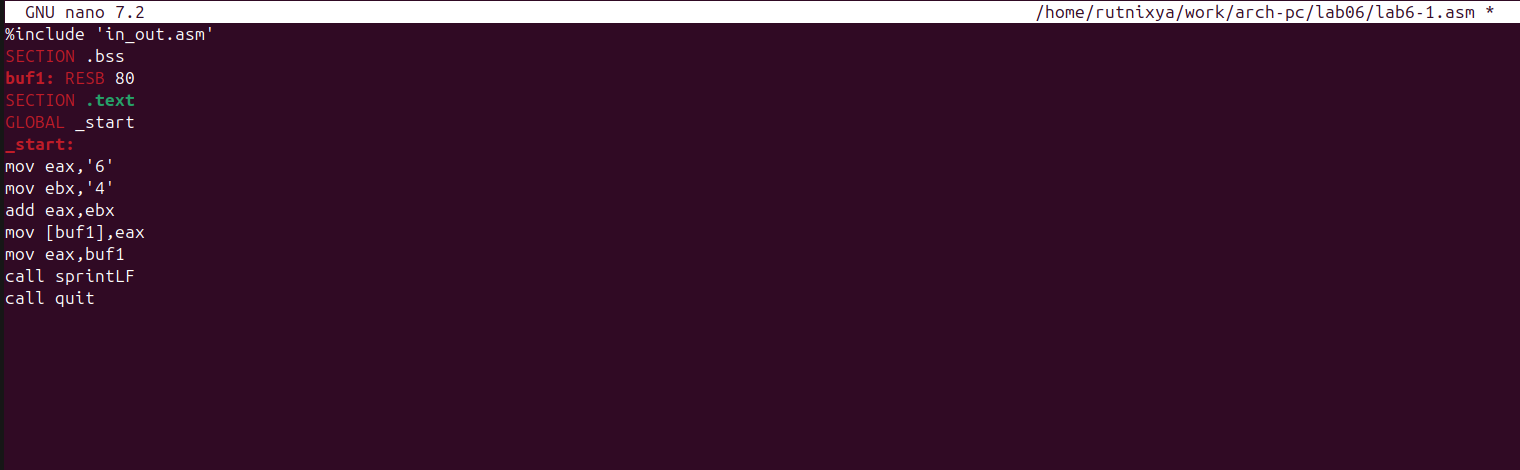 GNU nano 7.2 /home/rutnixya/work/arch-pc/lab06/lab6-1.asm *
%include 'in_out.asm'
SECTION .bss
buf1: RESB 80
SECTION .text
GLOBAL _start
_start:
mov eax,'6'
mov ebx,'4'
add eax,ebx
mov [buf1],eax
mov eax,buf1
call sprintLF
call quit